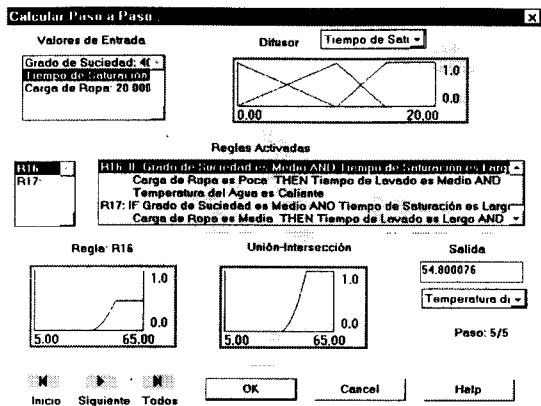 Calcular Paso a Paso
Valores de Entrada
Difusor
Tiempo de Satu
Grado de Suciedad: 4(
Tiempo de Saturación
Carga de Ropa: 20.000
1.0
0.0
0.00
20.00
Reglas Activadas
R16
R17:
R16: IF Grado de Suciedad es Medio AND Tiempo de Saturación es Larg
Carga de Ropa es Poca THEN Tiempo de Lavado es Medio AND
Temperatura del Agua es Caliente
R17: IF Grado de Suciedad es Medio AND Tiempo de Saturación es Largo
Carga de Ropa es Media THEN Tiempo de Lavado es Largo AND
Regla: R16
Unión-Intersección
Salida
1.0
0.0
5.00
65.00
1.0
0.0
5.00
65.00
54.800076
Temperatura d
Paso: 5/5
Inicio
Siguiente
Todos
OK
Cancel
Help